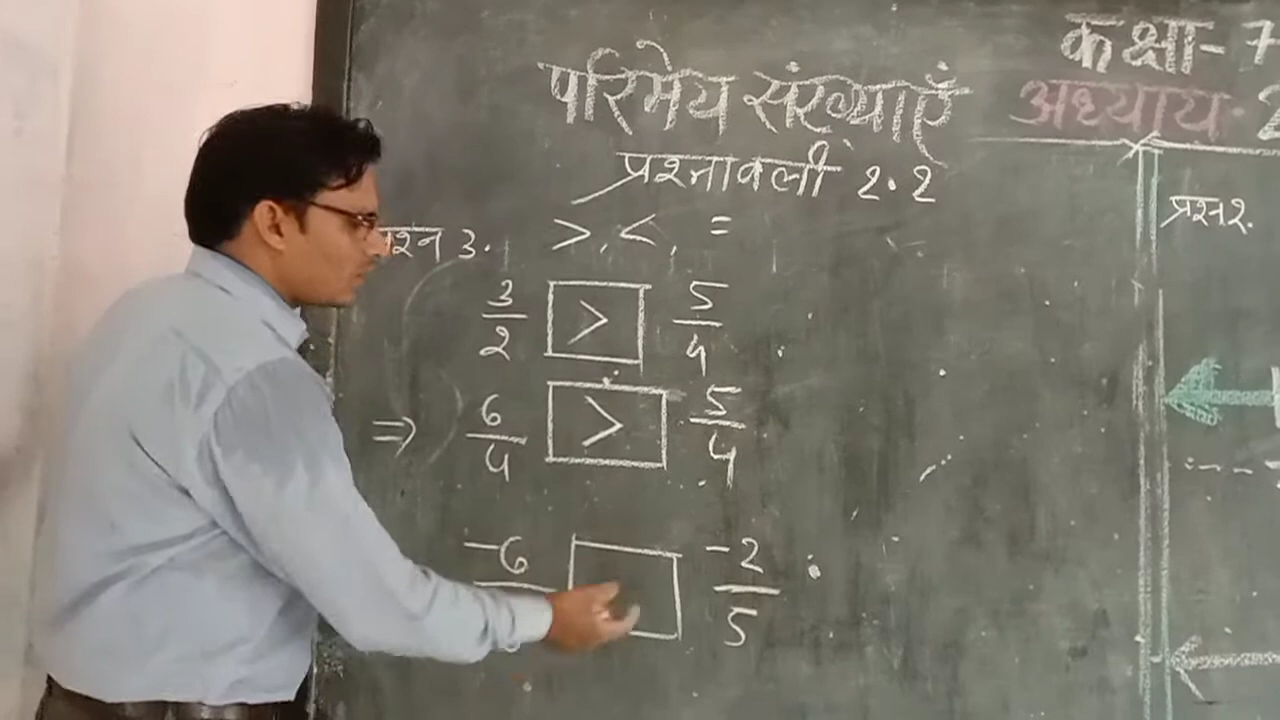 कक्षा- 7
परिमेय संख्याएँ
अध्याय- 2
प्रश्नावली 2.2
प्रश्न 2.
प्रश्न 3. >, <, =
3/2 > 5/4
⇒ 6/4 > 5/4
-6 -2/5